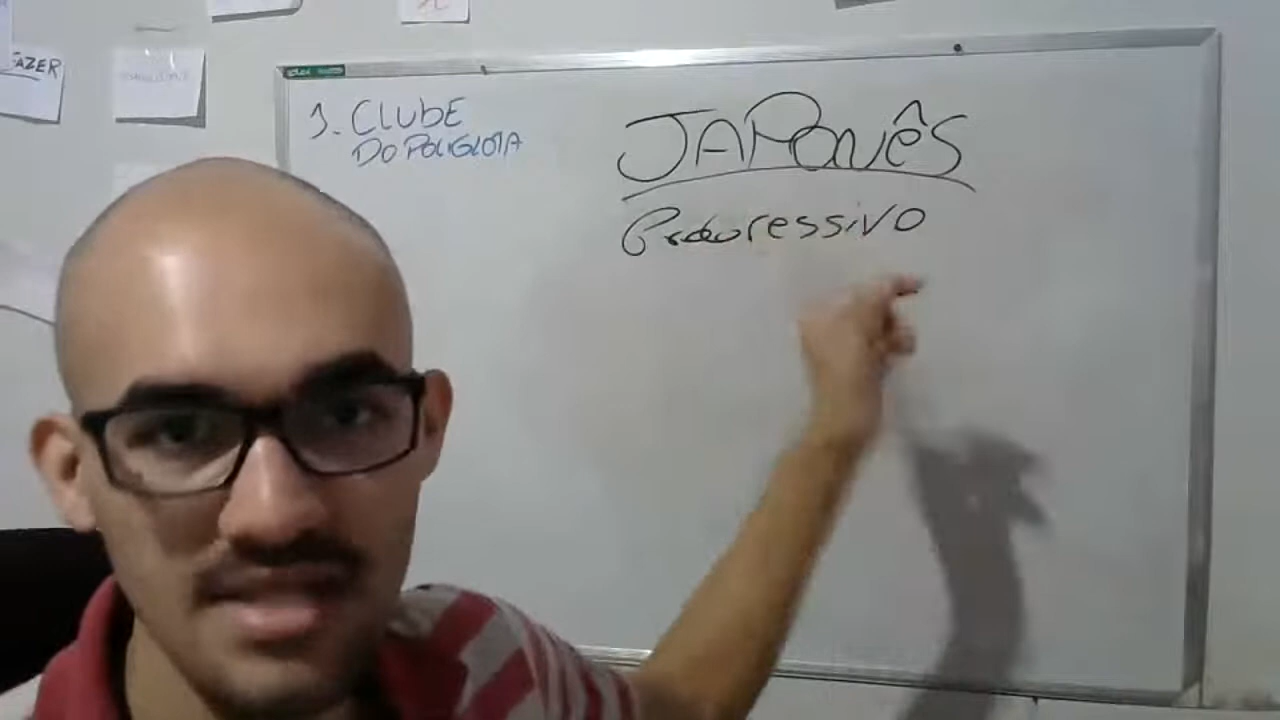 FAZER
1. CLUBE
DO POLIGLOTA
JAPONÊS
Progressivo